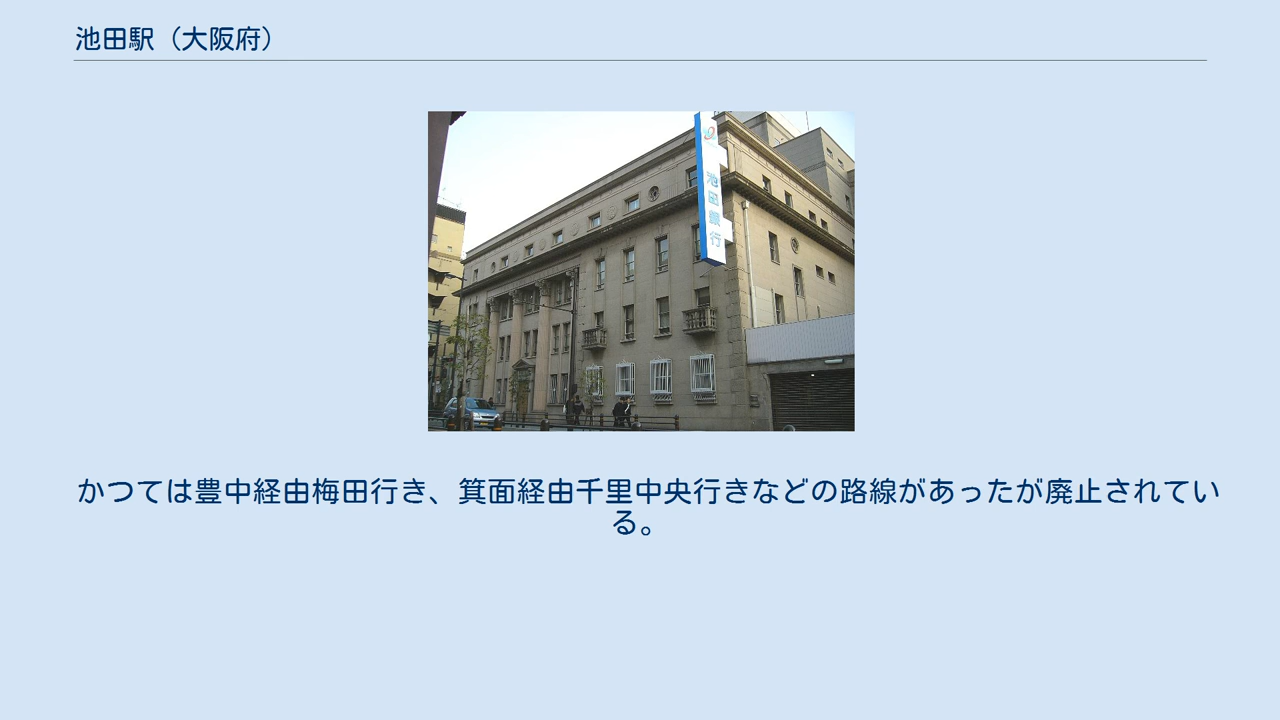 池田駅（大阪府）
池田銀行
かつては豊中経由梅田行き、箕面経由千里中央行きなどの路線があったが廃止されてい
る。